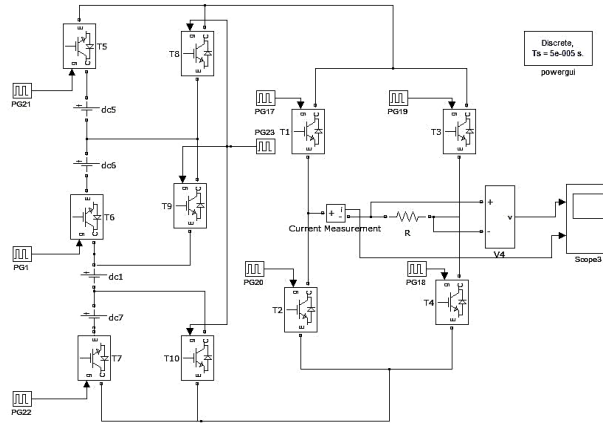 g C E
T5
PG21
dc5
dc6
g C E
T6
PG1
dc1
dc7
g C E
T7
PG22
g C E
T8
g C E
T9
g C E
T10
PG23
PG17
g C E
T1
PG19
g C E
T3
PG20
g C E
T2
PG18
g C E
T4
+ i -
Current Measurement
R
+ v -
V4
Scope3
Discrete,
Ts = 5e-005 s.
powergui